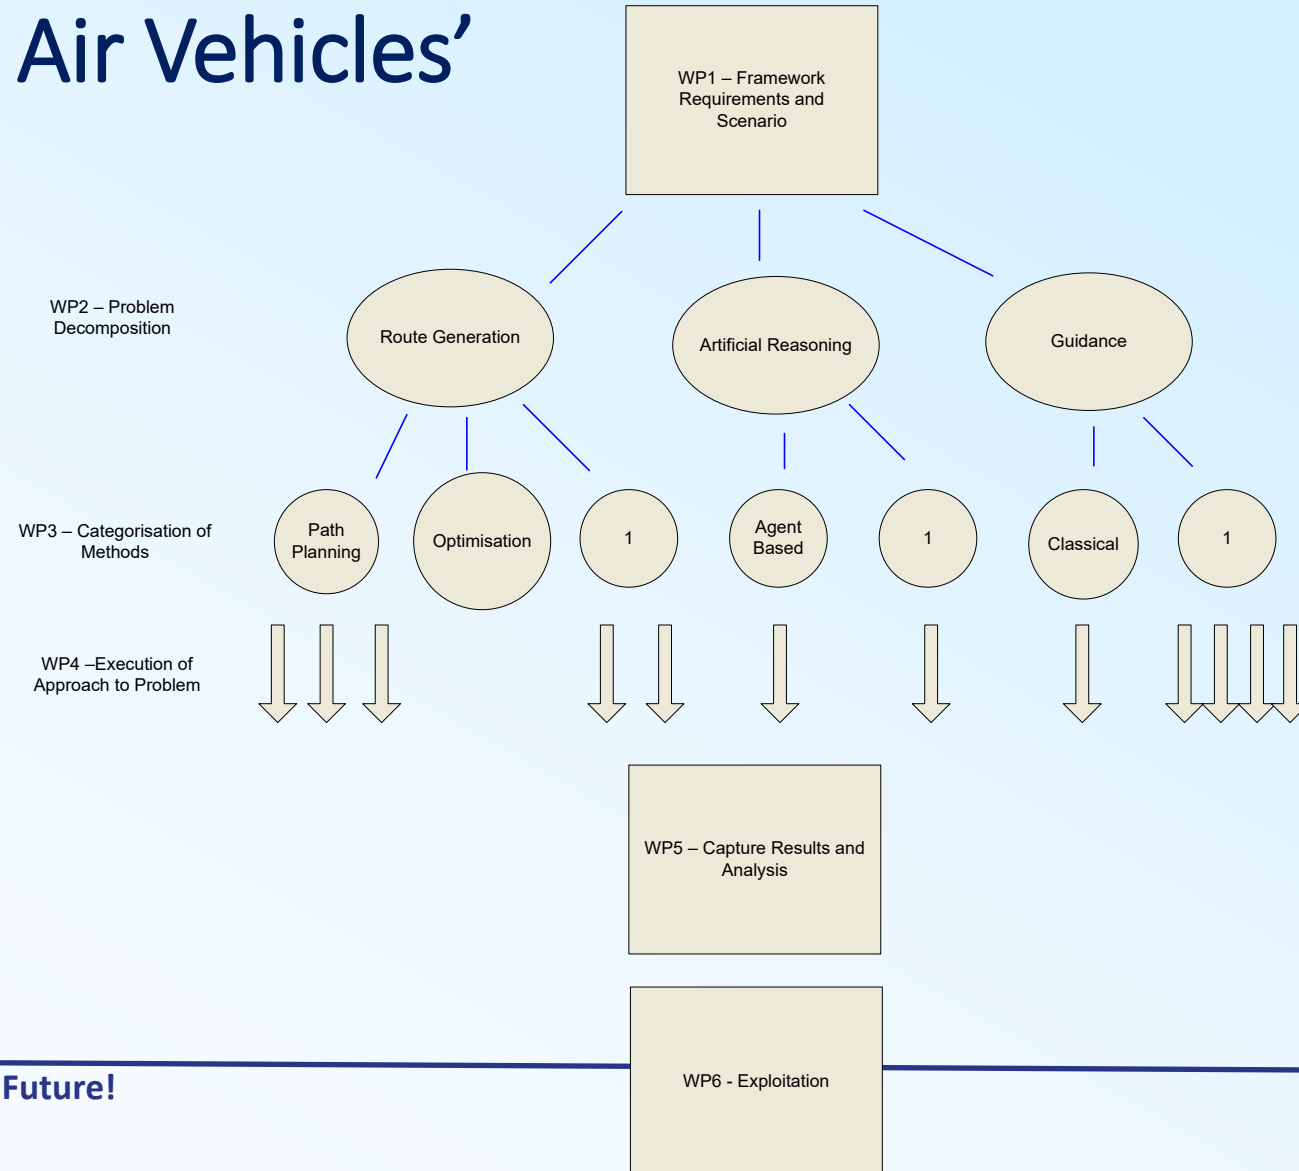 Air Vehicles’
WP1 – Framework
Requirements and
Scenario
WP2 – Problem
Decomposition
Route Generation
Artificial Reasoning
Guidance
WP3 – Categorisation of
Methods
Path
Planning
Optimisation
1
Agent
Based
1
Classical
1
WP4 –Execution of
Approach to Problem
WP5 – Capture Results and
Analysis
WP6 - Exploitation
Future!